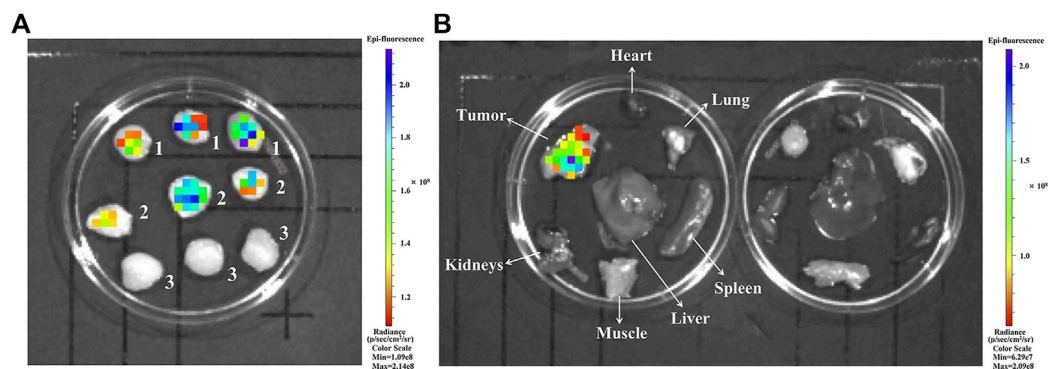 A
B
Epi-fluorescence
2.0
1.8
1.6
1.4
1.2
× 10⁸
Radiance
(p/sec/cm²/sr)
Color Scale
Min=1.09e8
Max=2.14e8
1
1
1
2
2
2
3
3
3
Heart
Lung
Tumor
Kidneys
Muscle
Liver
Spleen
Epi-fluorescence
2.0
1.5
1.0
× 10⁸
Radiance
(p/sec/cm²/sr)
Color Scale
Min=6.29e7
Max=2.09e8